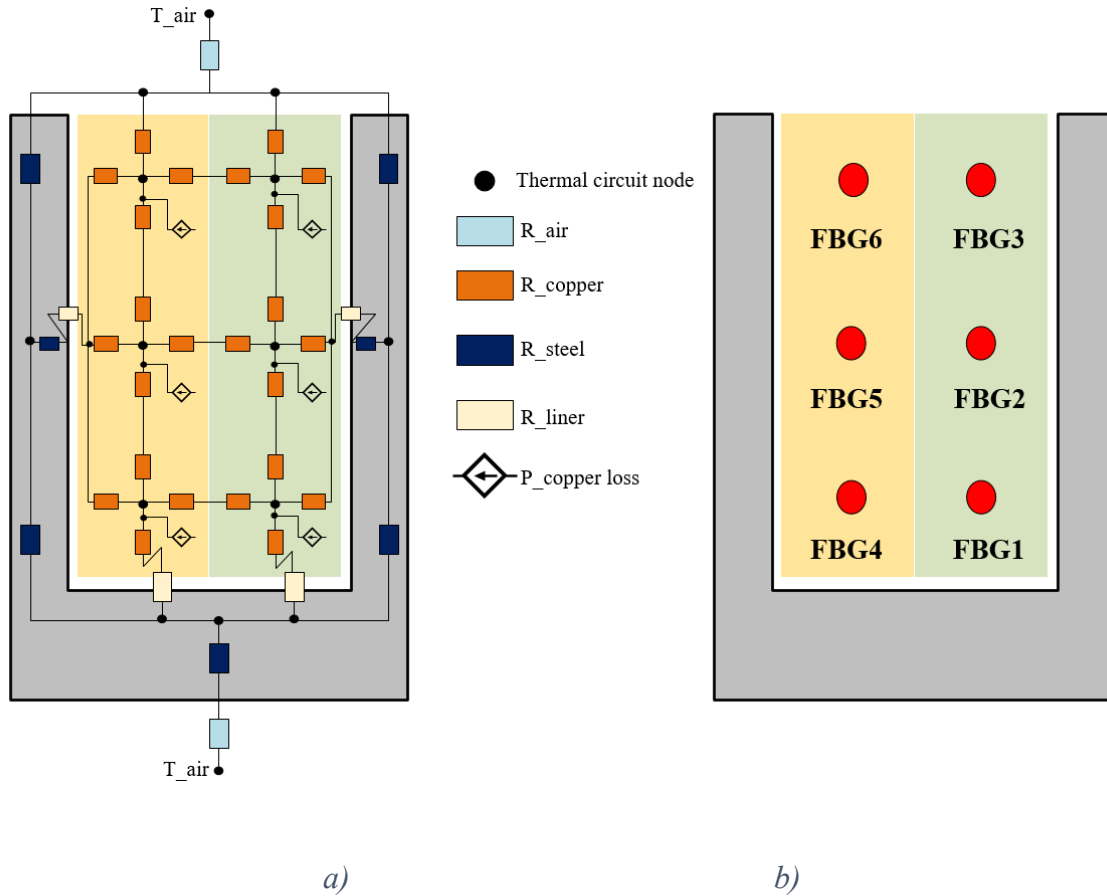 T_air
Thermal circuit node
R_air
R_copper
R_steel
R_liner
P_copper loss
T_air
a)
FBG6
FBG3
FBG5
FBG2
FBG4
FBG1
b)